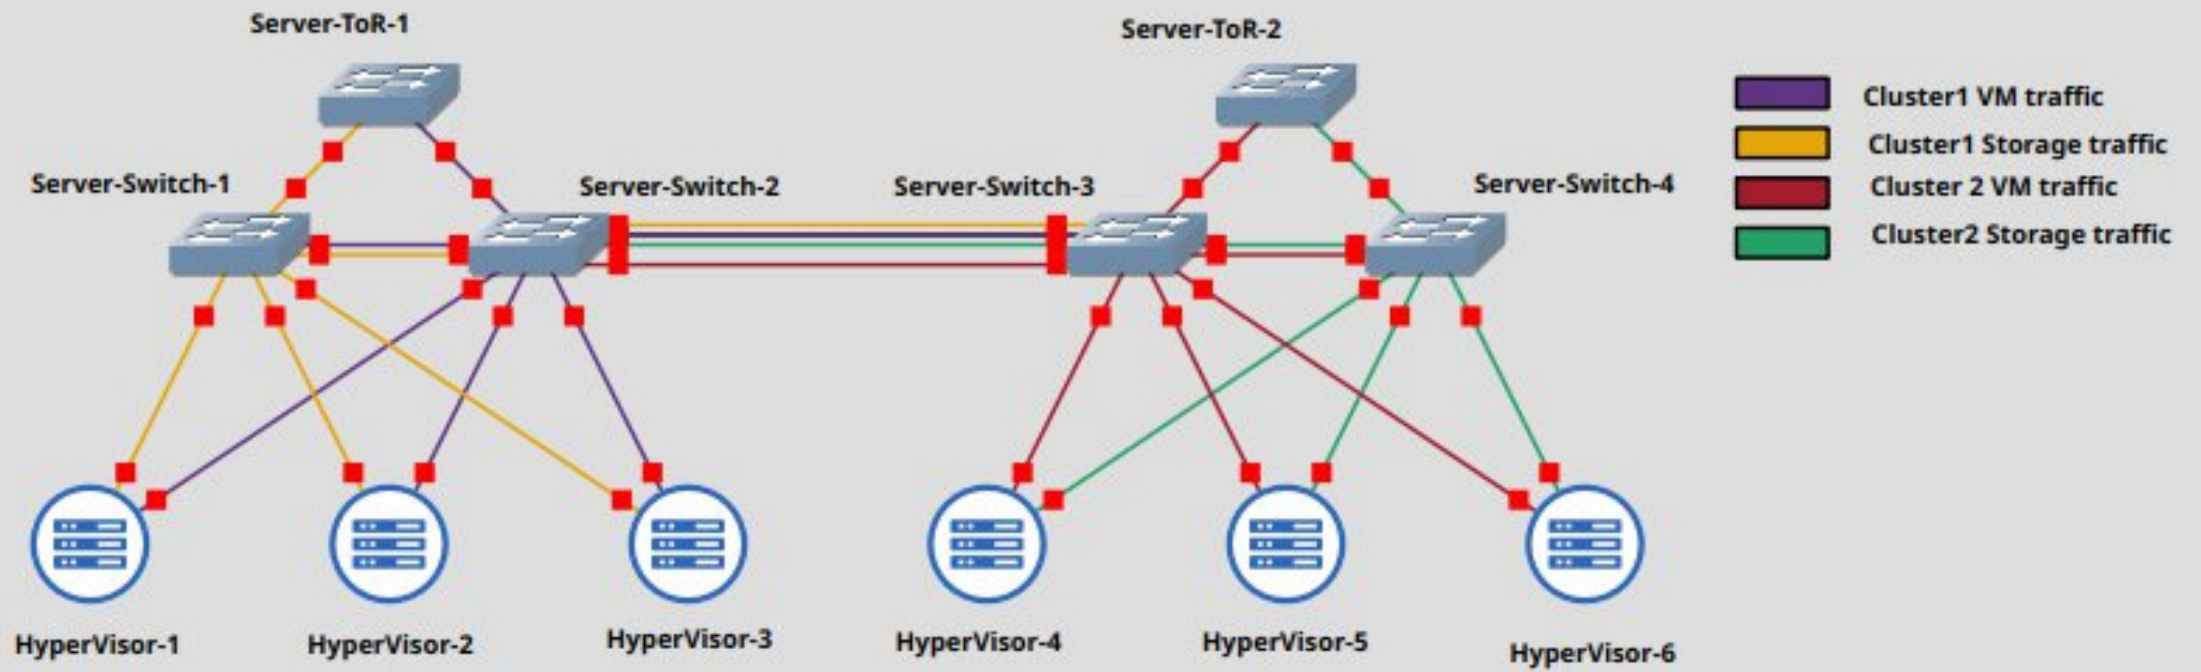 Server-ToR-1
Server-ToR-2
Server-Switch-1
Server-Switch-2
Server-Switch-3
Server-Switch-4
Cluster1 VM traffic
Cluster1 Storage traffic
Cluster 2 VM traffic
Cluster2 Storage traffic
HyperVisor-1
HyperVisor-2
HyperVisor-3
HyperVisor-4
HyperVisor-5
HyperVisor-6